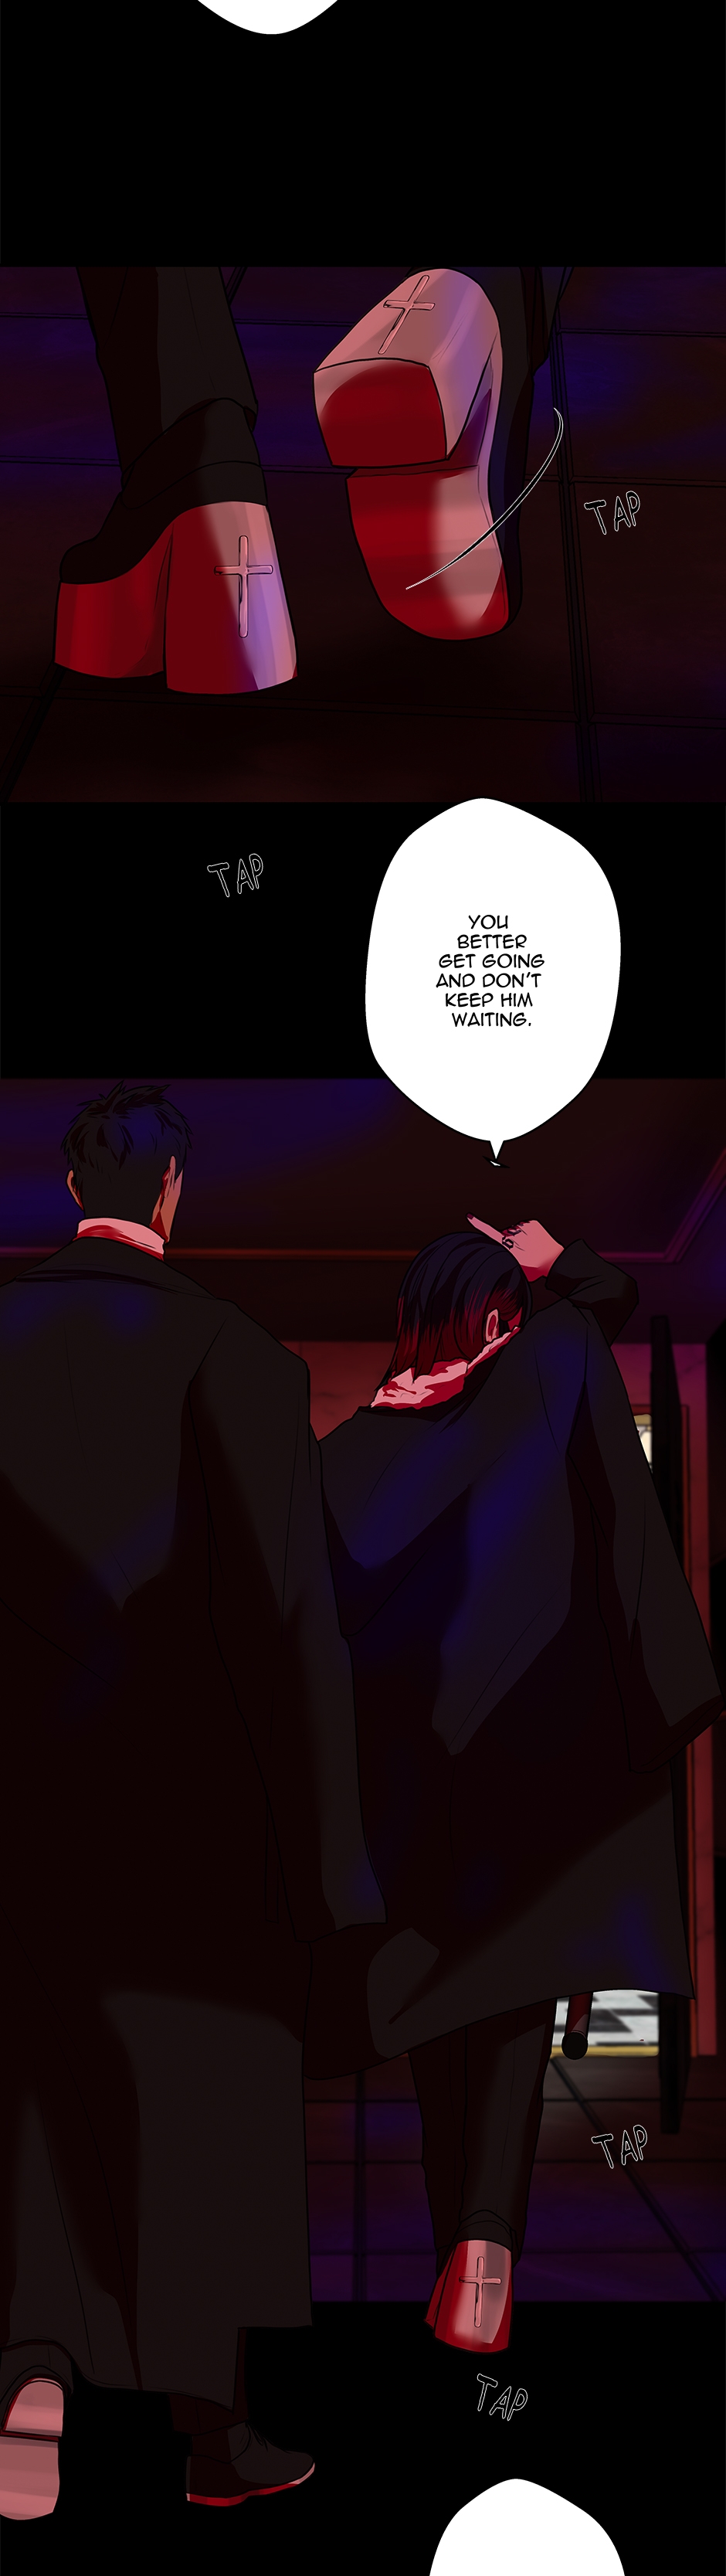 TAP
TAP
YOU
BETTER
GET GOING
AND DON'T
KEEP HIM
WAITING.
TAP
TAP